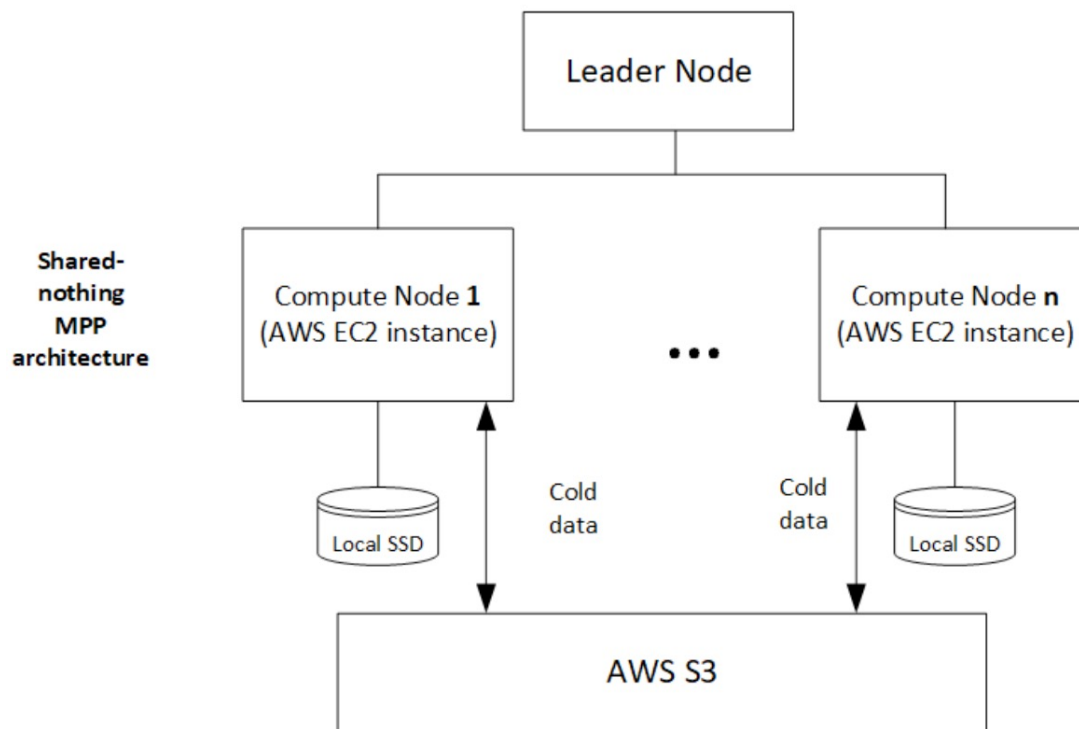 Leader Node
Shared-
nothing
MPP
architecture
Compute Node 1
(AWS EC2 instance)
...
Compute Node n
(AWS EC2 instance)
Cold
data
Cold
data
Local SSD
Local SSD
AWS S3